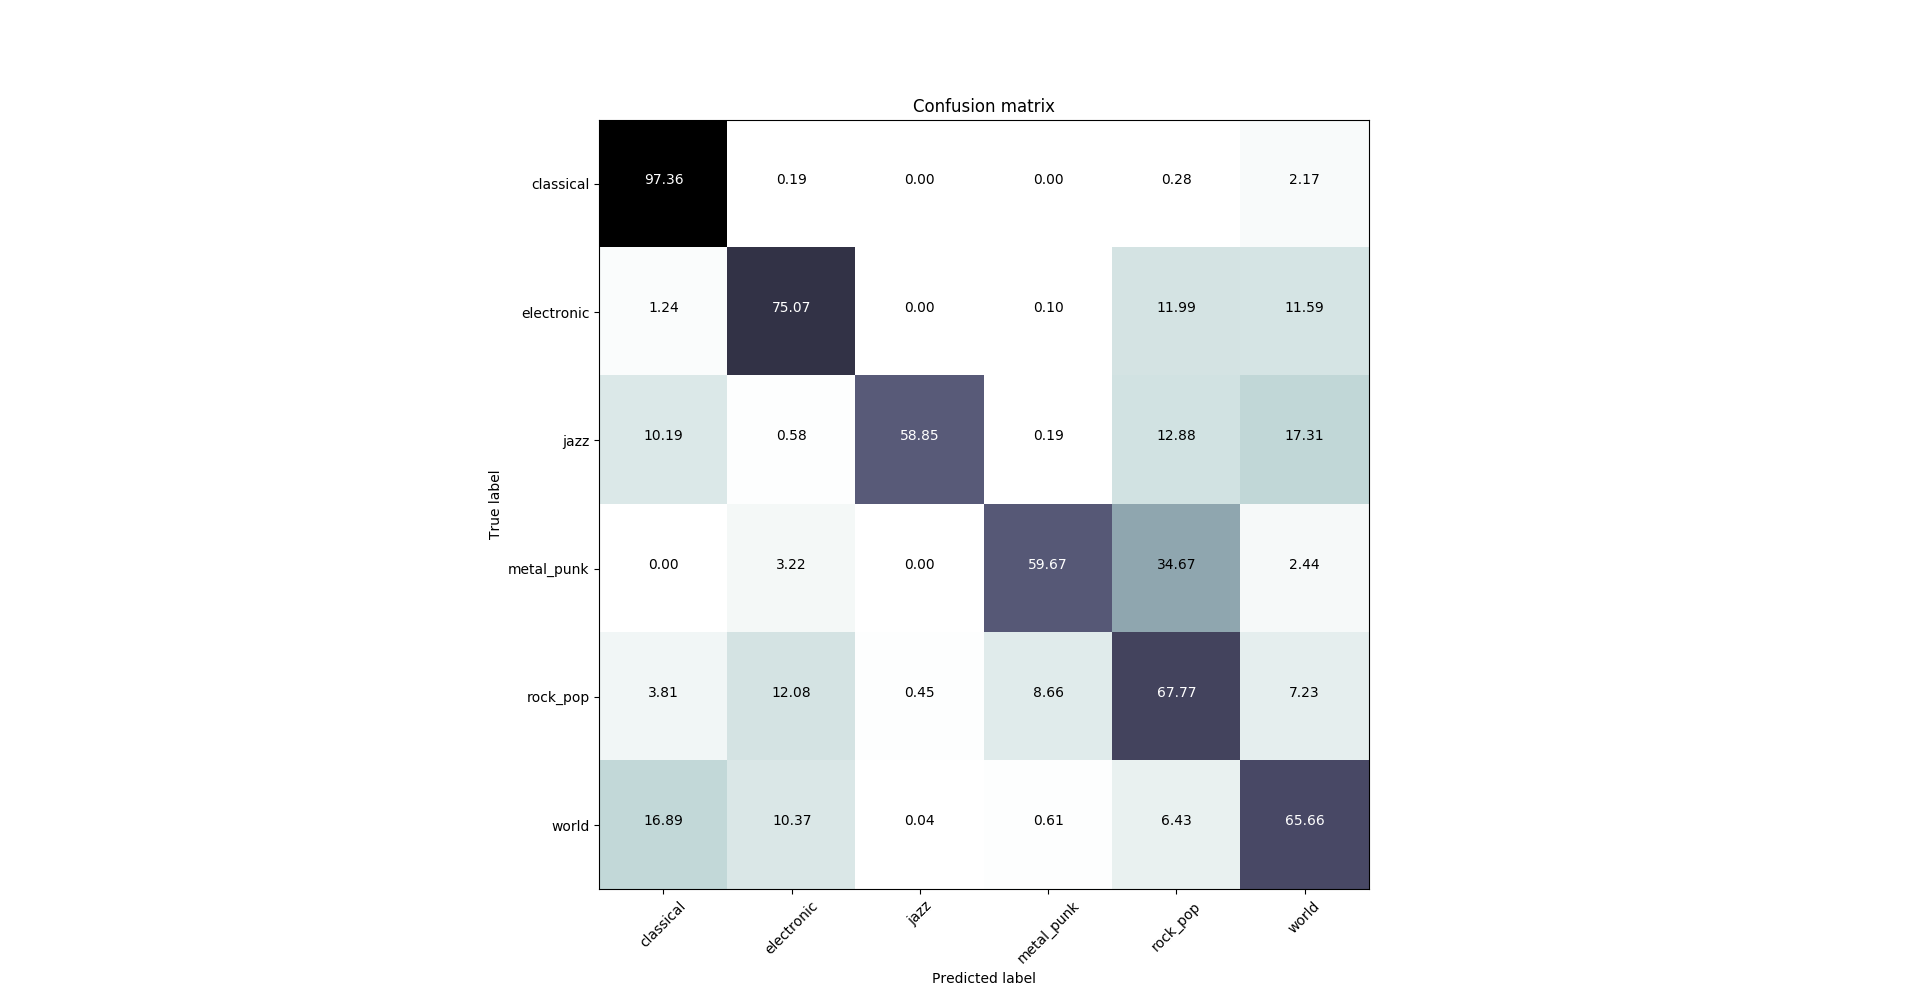 Confusion matrix
True label
classical 97.36 0.19 0.00 0.00 0.28 2.17
electronic 1.24 75.07 0.00 0.10 11.99 11.59
jazz 10.19 0.58 58.85 0.19 12.88 17.31
metal_punk 0.00 3.22 0.00 59.67 34.67 2.44
rock_pop 3.81 12.08 0.45 8.66 67.77 7.23
world 16.89 10.37 0.04 0.61 6.43 65.66
classical electronic jazz metal_punk rock_pop world
Predicted label